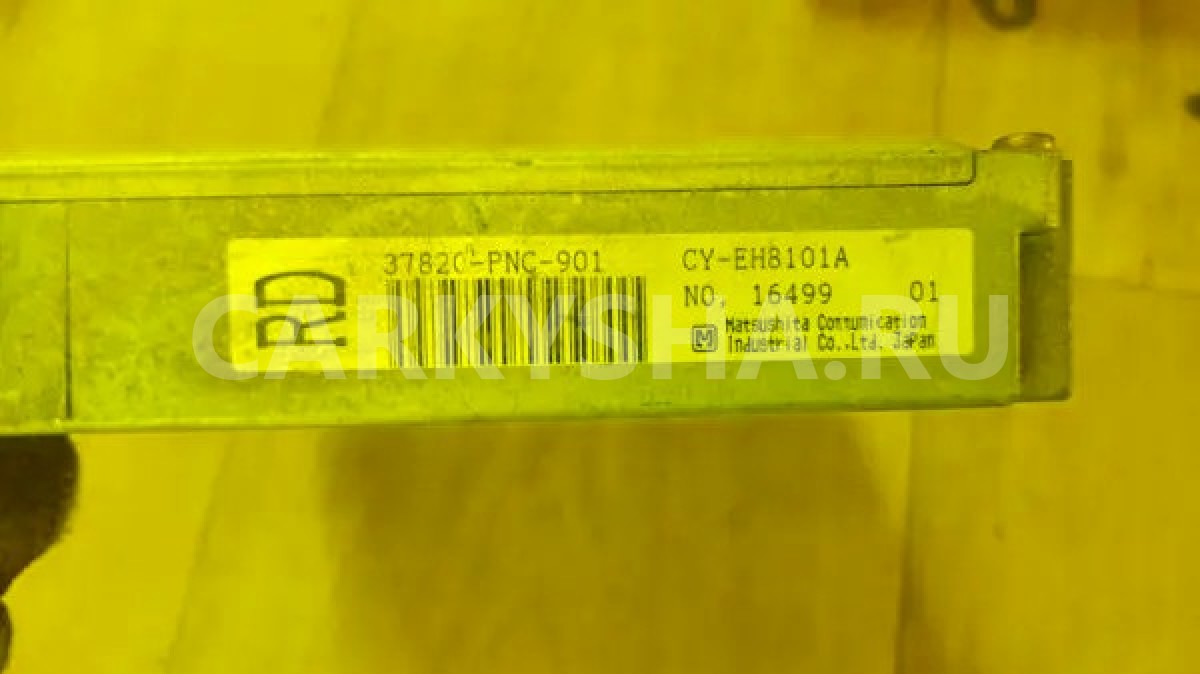 RD
37820-PNC-901
CY-EH8101A
NO. 16499 01
M Matsushita Communication
Industrial Co.,Ltd. Japan
CARKYSHA.RU